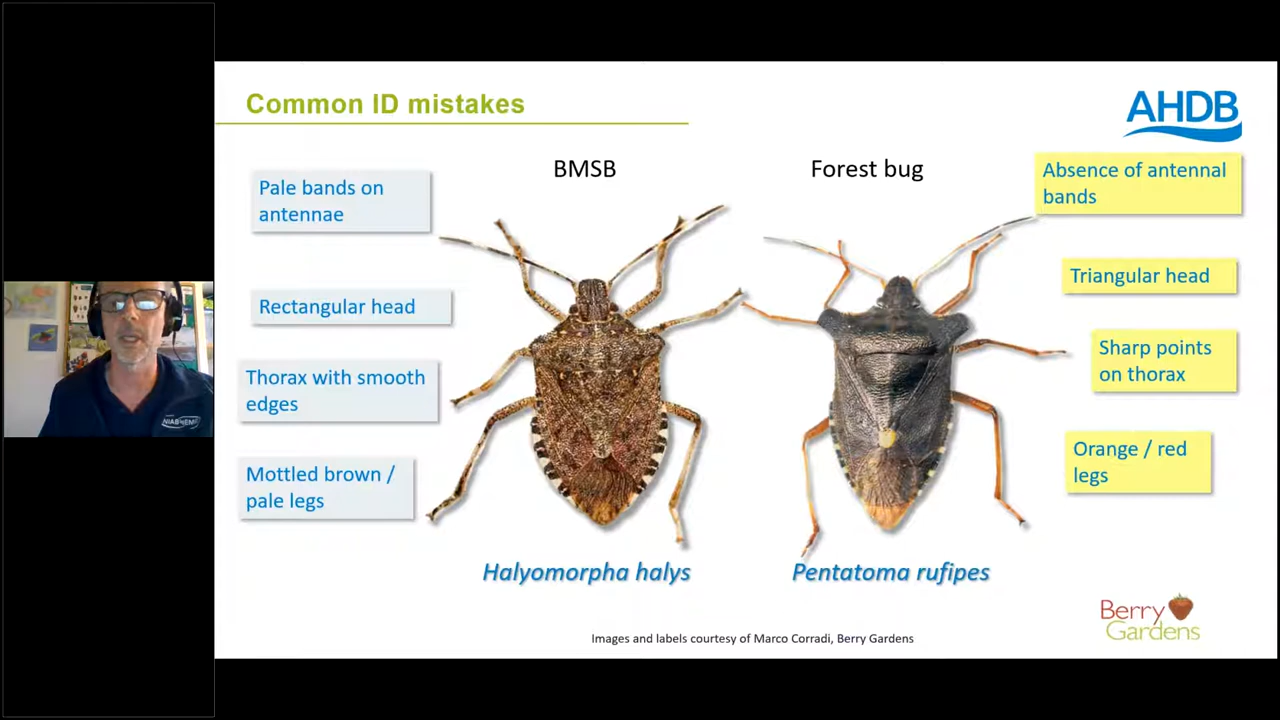 Common ID mistakes
AHDB
BMSB
Forest bug
Pale bands on
antennae
Rectangular head
Thorax with smooth
edges
Mottled brown /
pale legs
Absence of antennal
bands
Triangular head
Sharp points
on thorax
Orange / red
legs
Halyomorpha halys
Pentatoma rufipes
Berry
Gardens
Images and labels courtesy of Marco Corradi, Berry Gardens